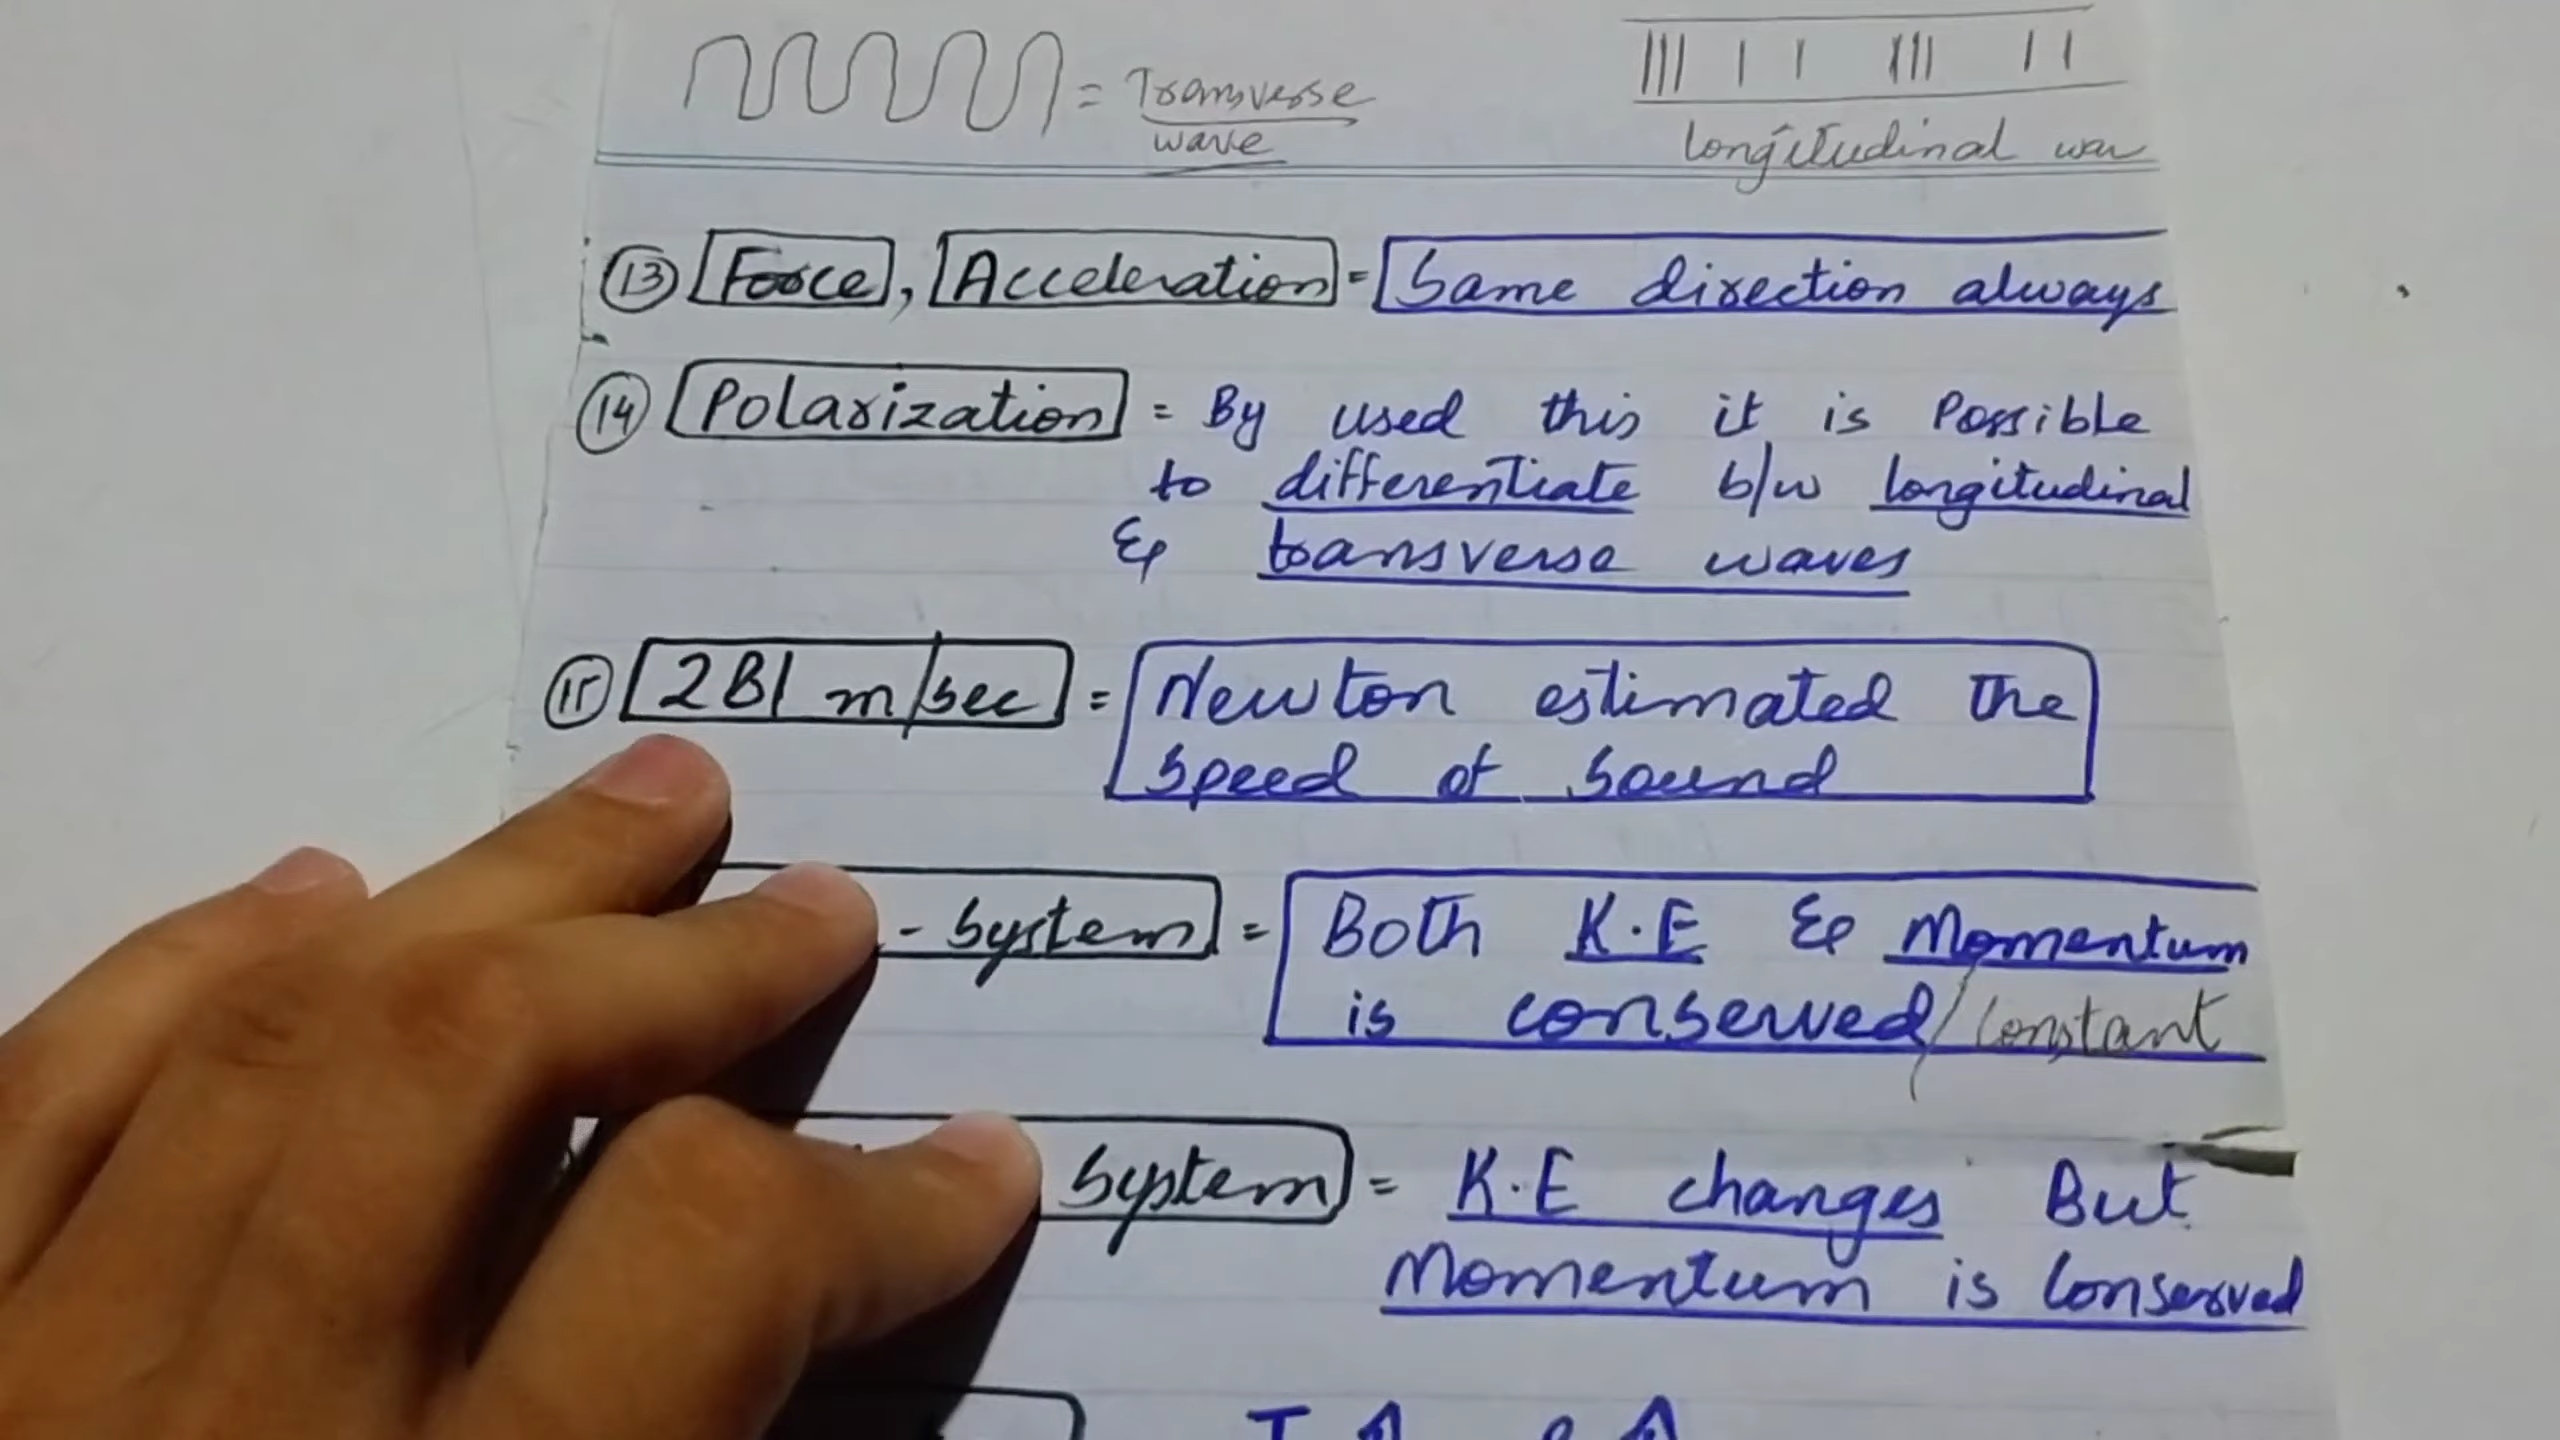 = Transverse
wave
longitudinal wav
13 Force, Acceleration = Same direction always
14 Polarization = By used this it is Possible
to differentiate b/w longitudinal
& transverse waves
15 281 m/sec = Newton estimated the
Speed of Sound
- System = Both K.E & Momentum
is conserved/constant
System = K.E changes But
Momentum is Conserved